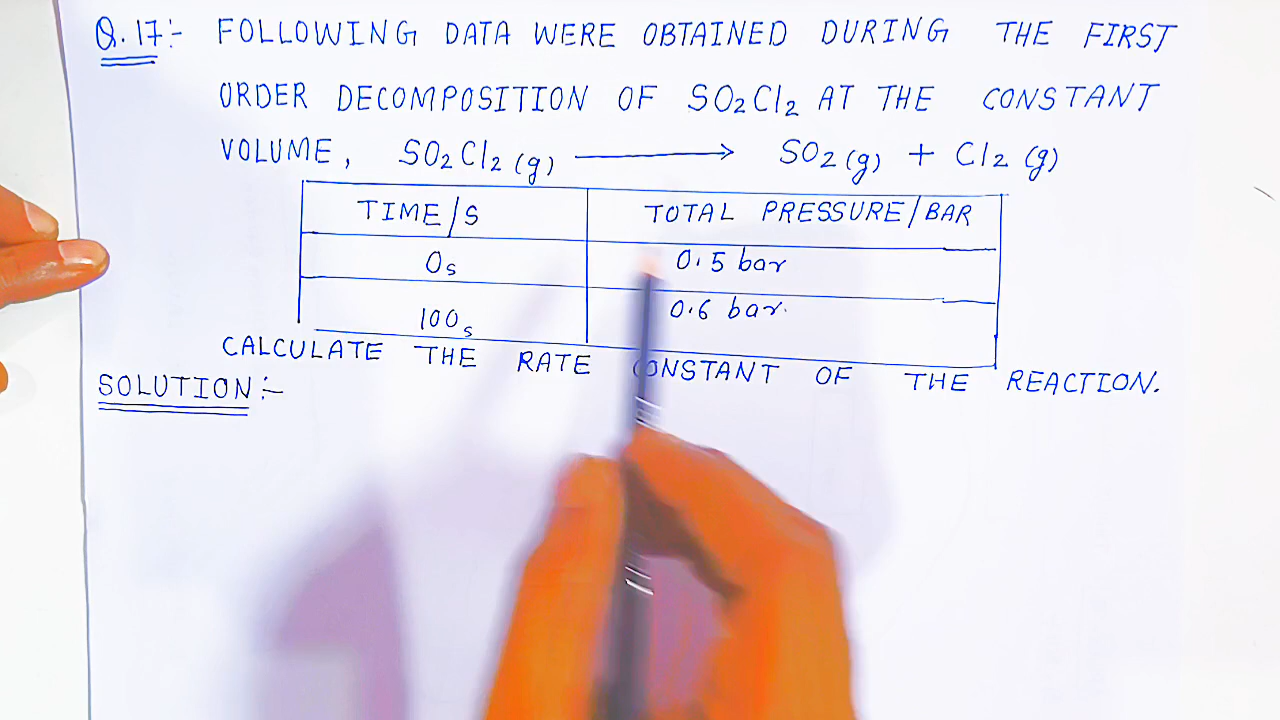 Q.17:- FOLLOWING DATA WERE OBTAINED DURING THE FIRST
ORDER DECOMPOSITION OF SO₂Cl₂ AT THE CONSTANT
VOLUME, SO₂Cl₂(g) ⟶ SO₂(g) + Cl₂(g)
TIME/S TOTAL PRESSURE/BAR
0s 0.5 bar
100s 0.6 bar.
CALCULATE THE RATE CONSTANT OF THE REACTION.
SOLUTION:-